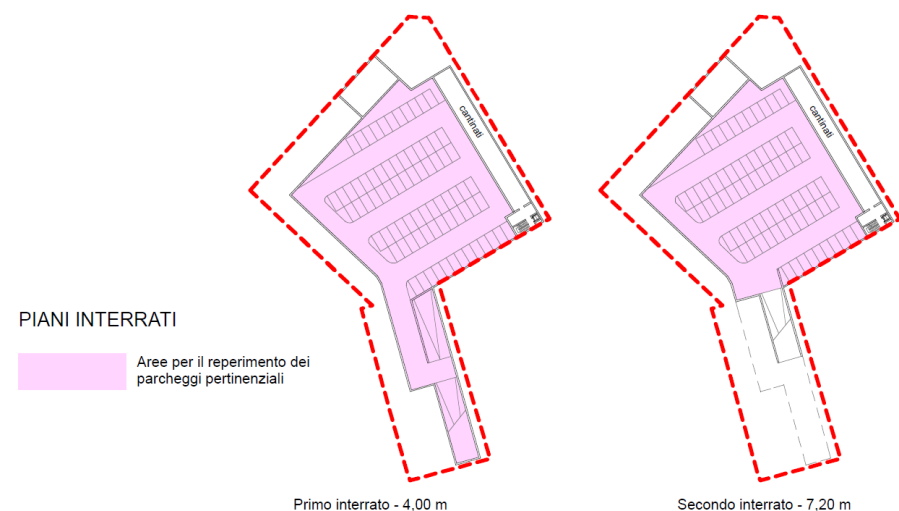 cantinati
cantinati
PIANI INTERRATI
Aree per il reperimento dei
parcheggi pertinenziali
Primo interrato - 4,00 m
Secondo interrato - 7,20 m